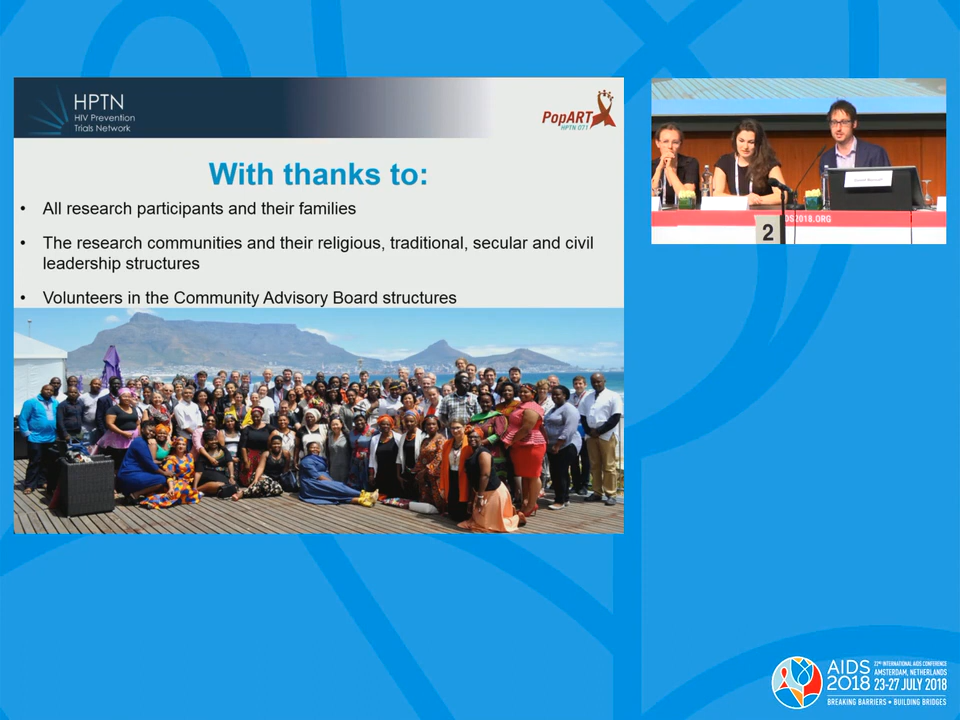 HPTN
HIV Prevention
Trials Network
PopART
HPTN 071
With thanks to:
• All research participants and their families
• The research communities and their religious, traditional, secular and civil
leadership structures
• Volunteers in the Community Advisory Board structures
DS2018.ORG
2
AIDS
2018
22ND INTERNATIONAL AIDS CONFERENCE
AMSTERDAM, NETHERLANDS
23-27 JULY 2018
BREAKING BARRIERS • BUILDING BRIDGES